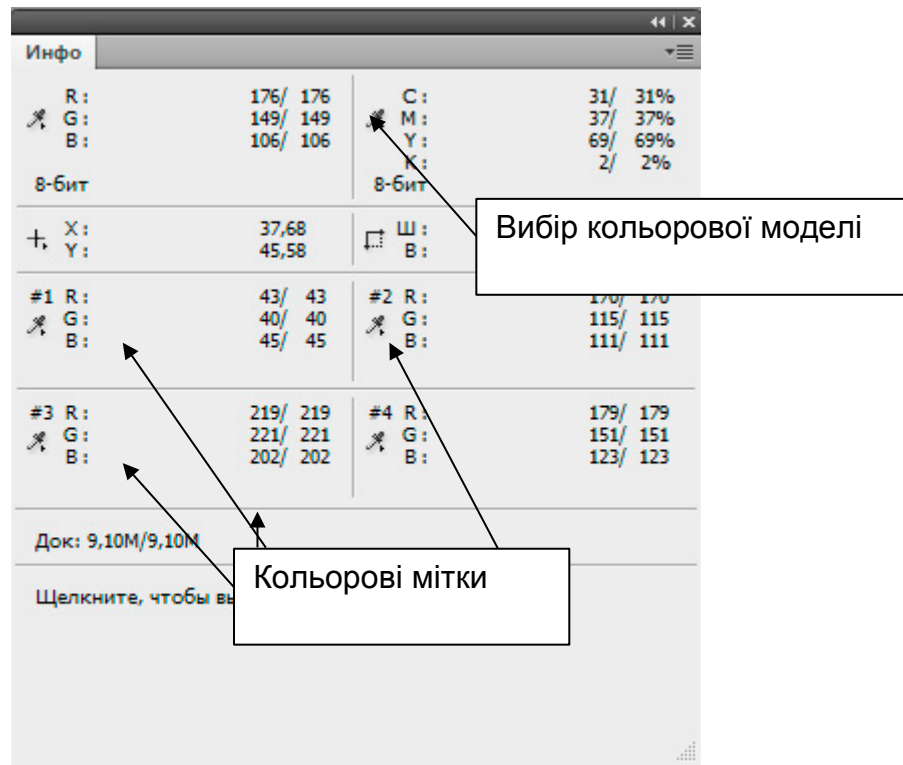 Инфо
R: 176/ 176 C: 31/ 31%
G: 149/ 149 M: 37/ 37%
B: 106/ 106 Y: 69/ 69%
K: 2/ 2%
8-бит 8-бит
Вибір кольорової моделі
X: 37,68 Ш:
Y: 45,58 В:
#1 R: 43/ 43 #2 R: 170/ 170
G: 40/ 40 G: 115/ 115
B: 45/ 45 B: 111/ 111
#3 R: 219/ 219 #4 R: 179/ 179
G: 221/ 221 G: 151/ 151
B: 202/ 202 B: 123/ 123
Док: 9,10M/9,10M
Кольорові мітки
Щелкните, чтобы